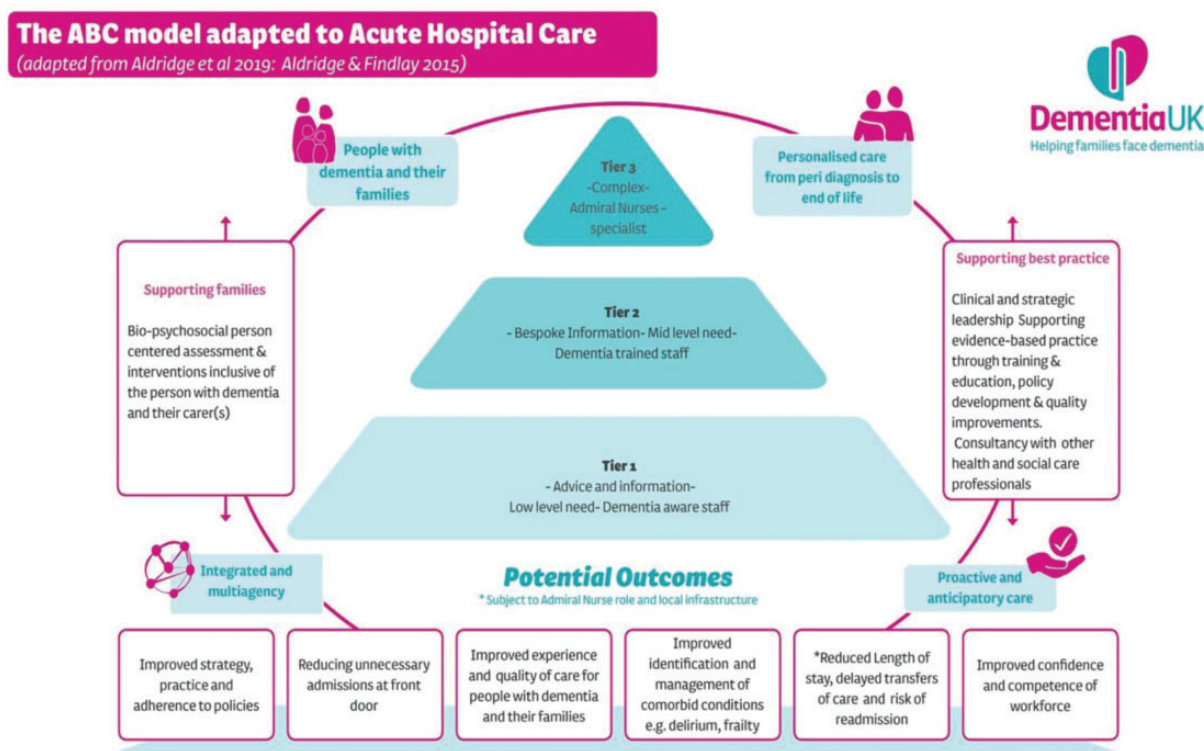 The ABC model adapted to Acute Hospital Care
(adapted from Aldridge et al 2019: Aldridge & Findlay 2015)
DementiaUK
Helping families face dementia
People with
dementia and their
families
Personalised care
from peri diagnosis to
end of life
Tier 3
-Complex-
Admiral Nurses -
specialist
Supporting families
Bio-psychosocial person
centered assessment &
interventions inclusive of
the person with dementia
and their carer(s)
Tier 2
- Bespoke Information- Mid level need-
Dementia trained staff
Supporting best practice
Clinical and strategic
leadership Supporting
evidence-based practice
through training &
education, policy
development & quality
improvements.
Consultancy with other
health and social care
professionals
Tier 1
- Advice and information-
Low level need- Dementia aware staff
Integrated and
multiagency
Proactive and
anticipatory care
Potential Outcomes
* Subject to Admiral Nurse role and local infrastructure
Improved strategy,
practice and
adherence to policies
Reducing unnecessary
admissions at front
door
Improved experience
and quality of care for
people with dementia
and their families
Improved
identification and
management of
comorbid conditions
e.g. delirium, frailty
*Reduced Length of
stay, delayed transfers
of care and risk of
readmission
Improved confidence
and competence of
workforce